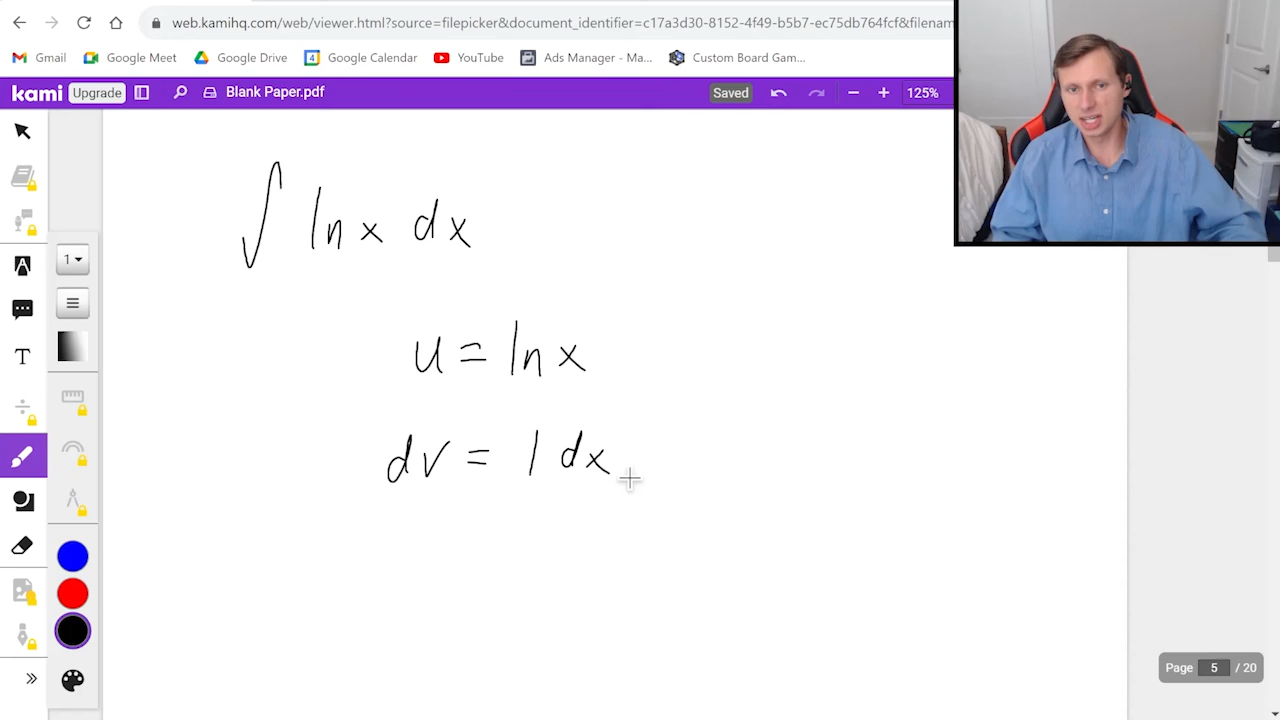 web.kamihq.com/web/viewer.html?source=filepicker&document_identifier=c17a3d30-8152-4f49-b5b7-ec75db764fcf&filenam
Gmail Google Meet Google Drive 4 Google Calendar YouTube Ads Manager - Ma... Custom Board Gam...
kami Upgrade Blank Paper.pdf Saved 125%
∫ ln x dx
1
u = ln x
T
dv = 1 dx
Page 5 / 20